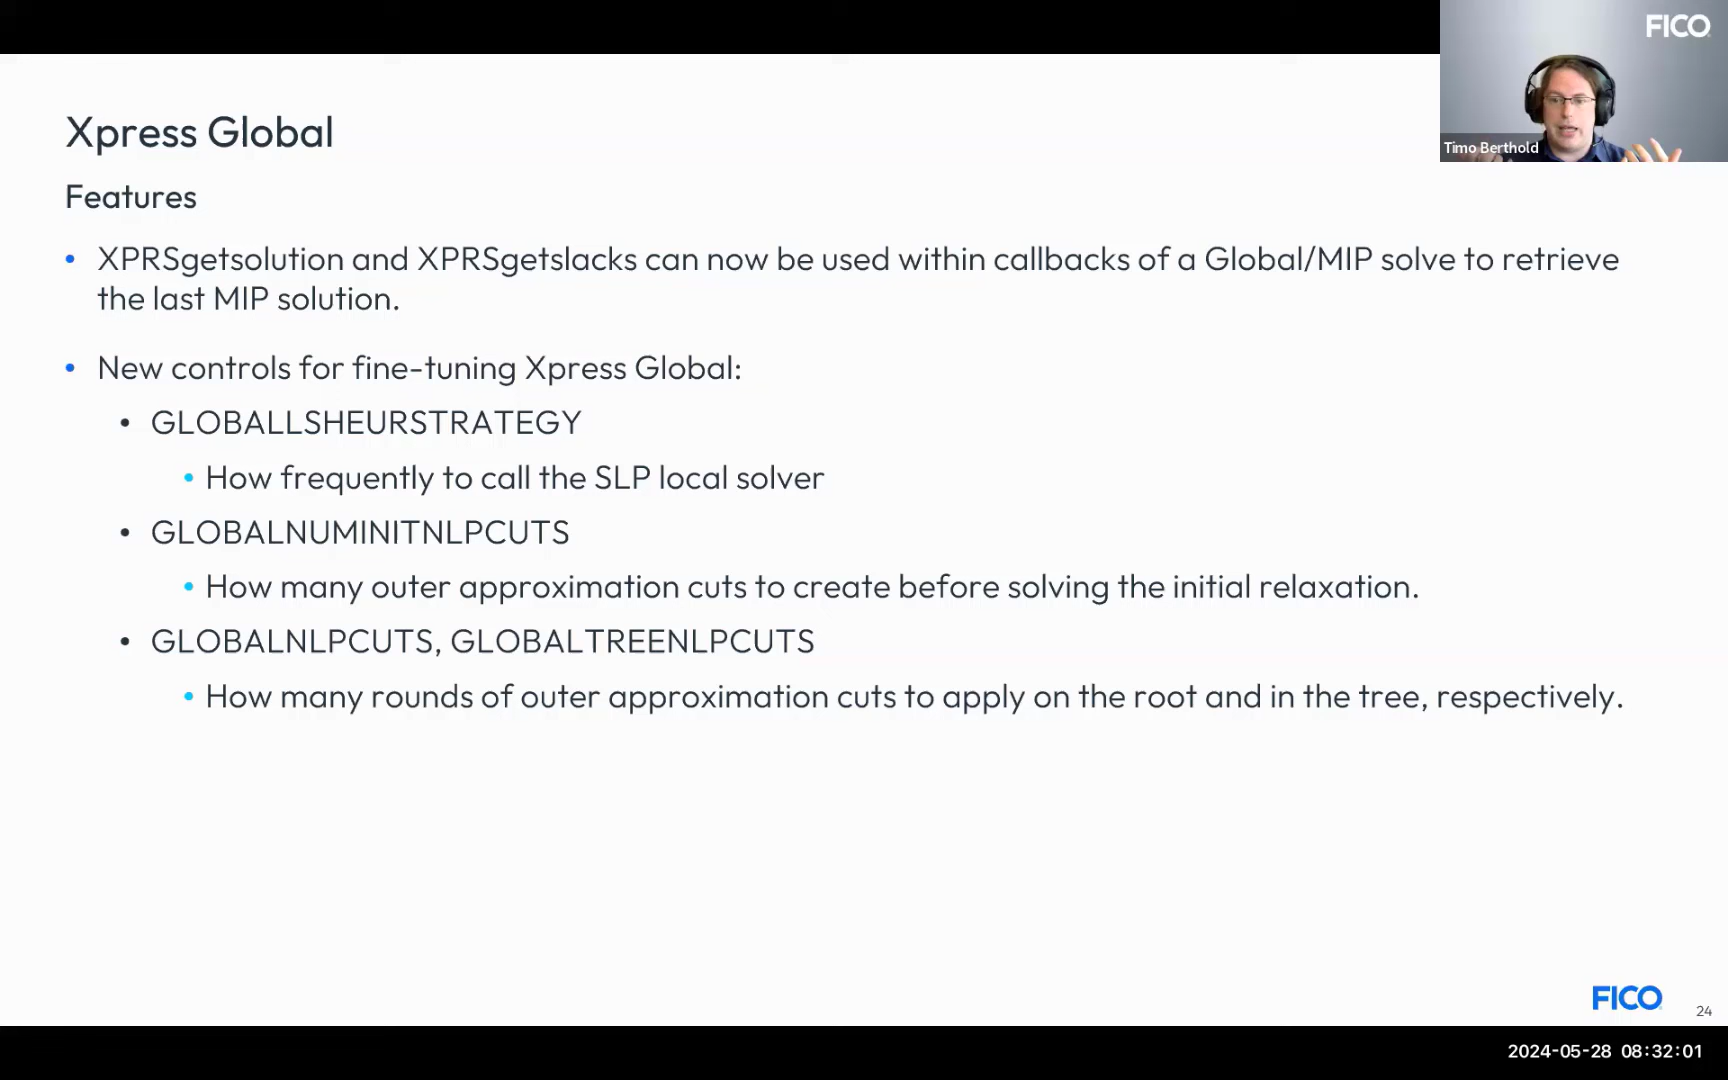 FICO
Timo Berthold
Xpress Global
Features
• XPRSgetsolution and XPRSgetslacks can now be used within callbacks of a Global/MIP solve to retrieve
the last MIP solution.
• New controls for fine-tuning Xpress Global:
• GLOBALLSHEURSTRATEGY
• How frequently to call the SLP local solver
• GLOBALNUMINITNLPCUTS
• How many outer approximation cuts to create before solving the initial relaxation.
• GLOBALNLPCUTS, GLOBALTREENLPCUTS
• How many rounds of outer approximation cuts to apply on the root and in the tree, respectively.
FICO
24
2024-05-28 08:32:01